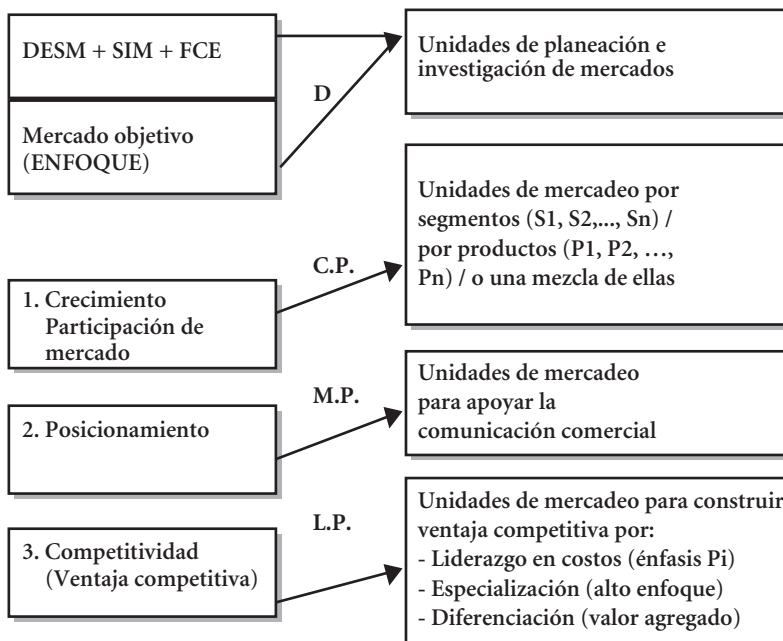 DESM + SIM + FCE
Mercado objetivo
(ENFOQUE)
D
Unidades de planeación e
investigación de mercados
1. Crecimiento
Participación de
mercado
C.P.
Unidades de mercadeo por
segmentos (S1, S2,..., Sn) /
por productos (P1, P2, …,
Pn) / o una mezcla de ellas
2. Posicionamiento
M.P.
Unidades de mercadeo
para apoyar la
comunicación comercial
3. Competitividad
(Ventaja competitiva)
L.P.
Unidades de mercadeo para construir
ventaja competitiva por:
- Liderazgo en costos (énfasis Pi)
- Especialización (alto enfoque)
- Diferenciación (valor agregado)